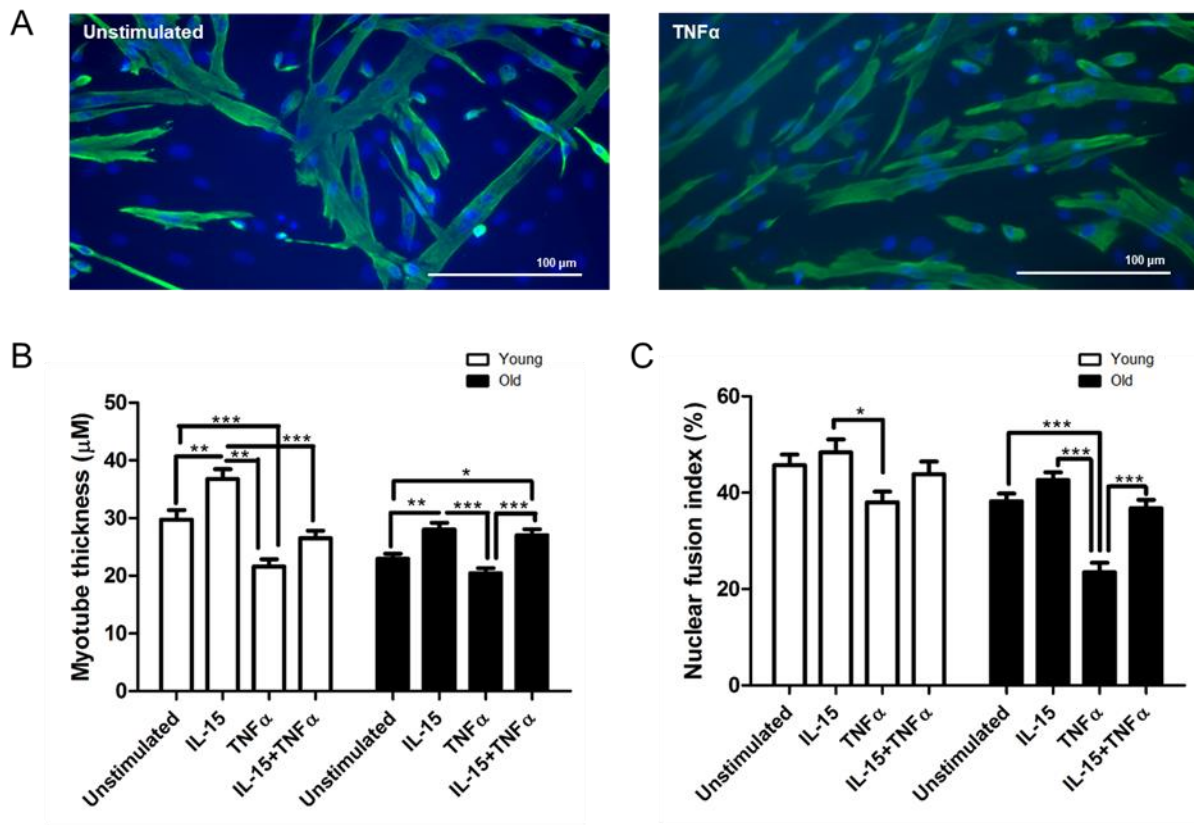 A
Unstimulated
100 µm
TNFα
100 µm
B
Young
Old
Myotube thickness (µM)
50
40
30
20
10
0
***
**
**
***
*
**
***
***
Unstimulated
IL-15
TNFα
IL-15+TNFα
Unstimulated
IL-15
TNFα
IL-15+TNFα
C
Young
Old
Nuclear fusion index (%)
60
40
20
0
*
***
***
***
Unstimulated
IL-15
TNFα
IL-15+TNFα
Unstimulated
IL-15
TNFα
IL-15+TNFα